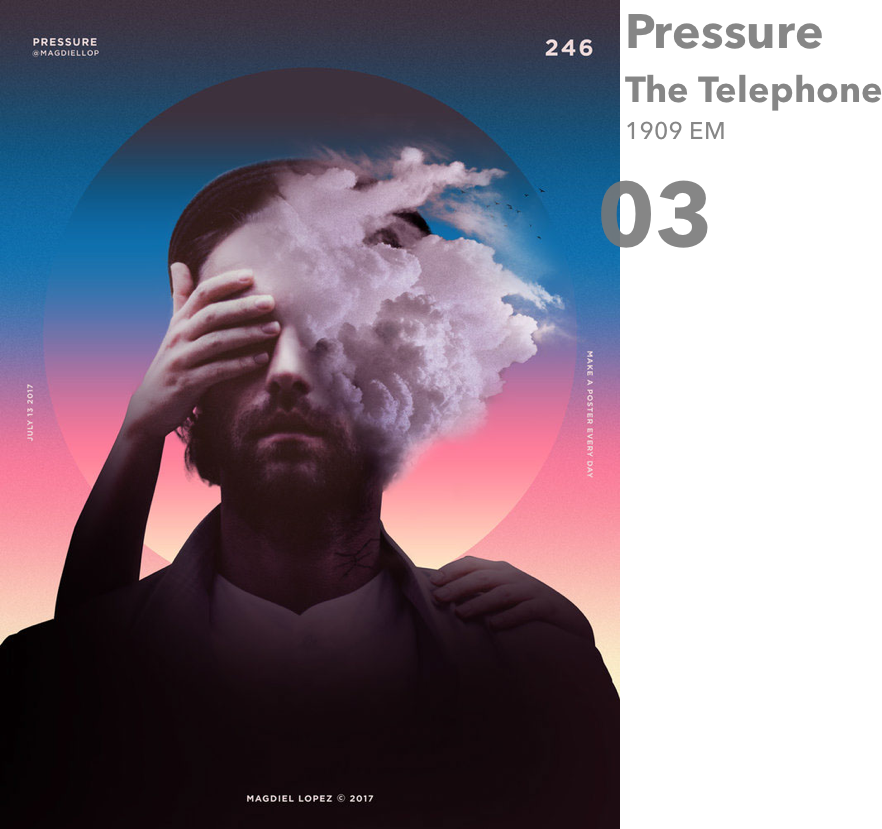 PRESSURE
@MAGDIELLOP
246
JULY 13 2017
MAKE A POSTER EVERY DAY
MAGDIEL LOPEZ © 2017
Pressure
The Telephone
1909 EM
03